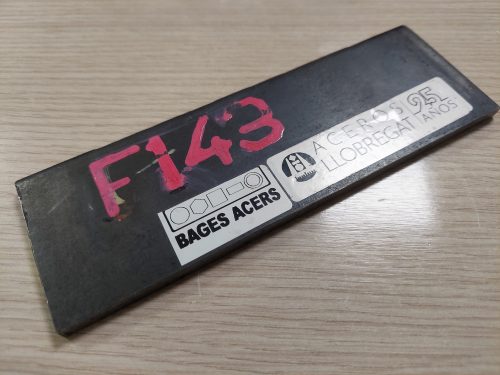 F143
BAGES ACERS
ACEROS
LLOBREGAT
25
AÑOS